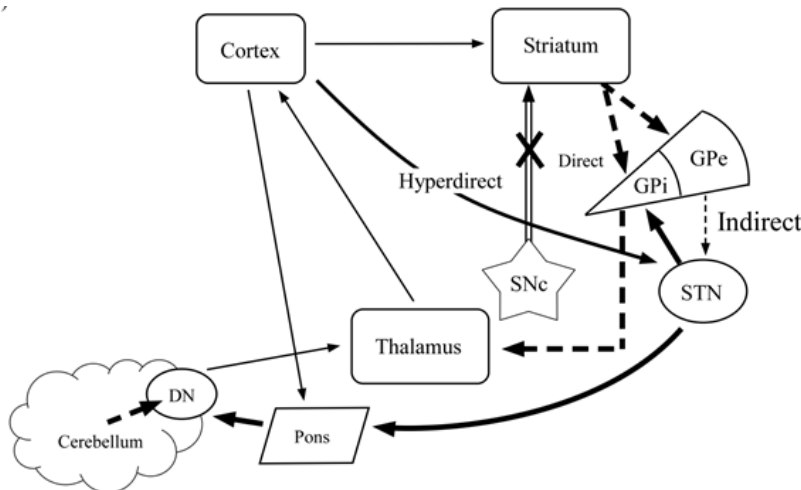 Cortex
Striatum
Direct
GPe
GPi
Hyperdirect
Indirect
SNc
STN
Thalamus
DN
Cerebellum
Pons